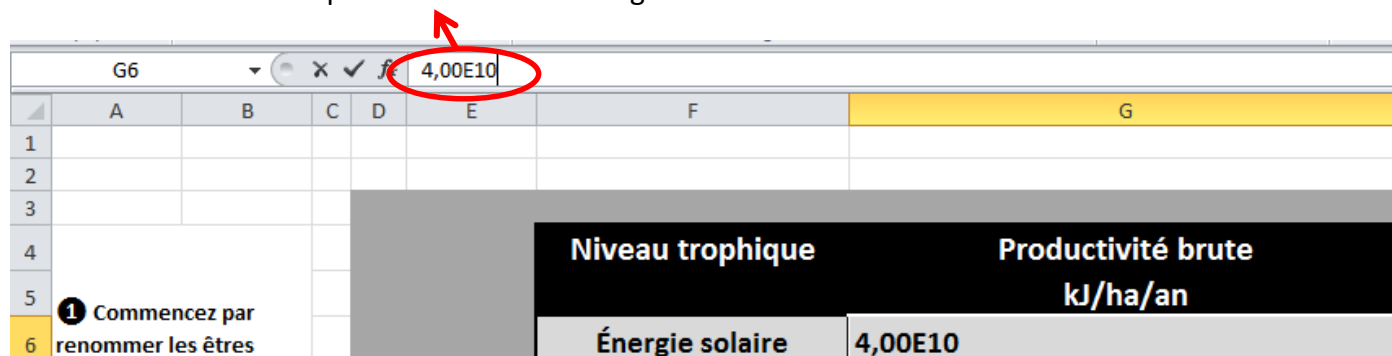 G6 fx 4,00E10
A B C D E F G
1
2
3
4 Niveau trophique Productivité brute
5 kJ/ha/an
❶ Commencez par
6 renommer les êtres Énergie solaire 4,00E10